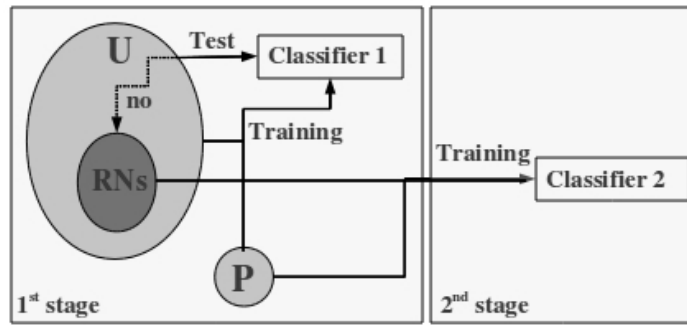 U
Test
Classifier 1
no
Training
RNs
Training
Classifier 2
P
1st stage
2nd stage